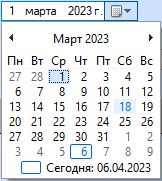 1 марта 2023 г.
Март 2023
Пн Вт Ср Чт Пт Сб Вс
27 28 1 2 3 4 5
6 7 8 9 10 11 12
13 14 15 16 17 18 19
20 21 22 23 24 25 26
27 28 29 30 31 1 2
3 4 5 6 7 8 9
Сегодня: 06.04.2023